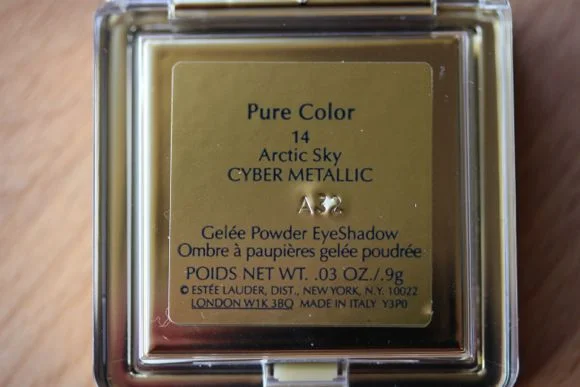 Pure Color
14
Arctic Sky
CYBER METALLIC
A32
Gelée Powder EyeShadow
Ombre à paupières gelée poudrée
POIDS NET WT. .03 OZ./.9g
© ESTÉE LAUDER, DIST., NEW YORK, N.Y. 10022
LONDON W1K 3BQ MADE IN ITALY Y3P0